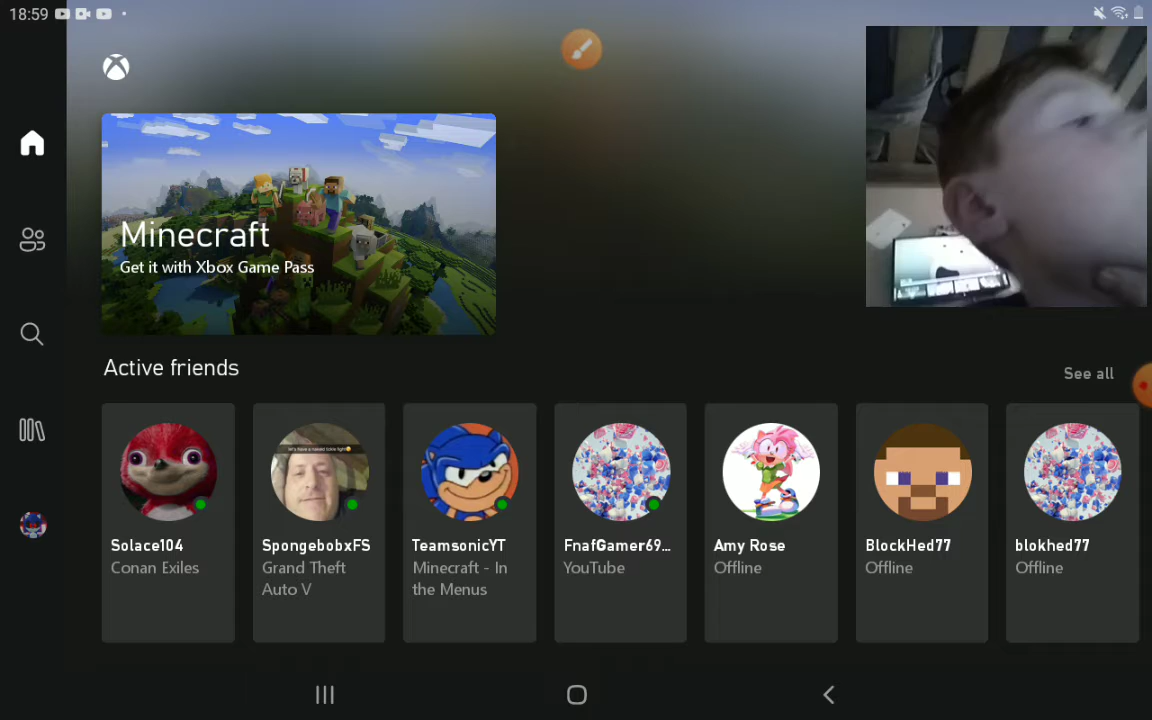 18:59
Minecraft
Get it with Xbox Game Pass
Active friends
See all
Solace104
Conan Exiles
SpongebobxFS
Grand Theft
Auto V
TeamsonicYT
Minecraft - In
the Menus
FnafGamer69...
YouTube
Amy Rose
Offline
BlockHed77
Offline
blokhed77
Offline